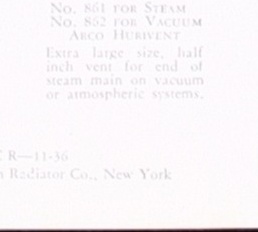 No. 861 for Steam
No. 862 for Vacuum
Arco Hurivent
Extra large size, half
inch vent for end of
steam main on vacuum
or atmospheric systems.
R—11-36
Radiator Co., New York